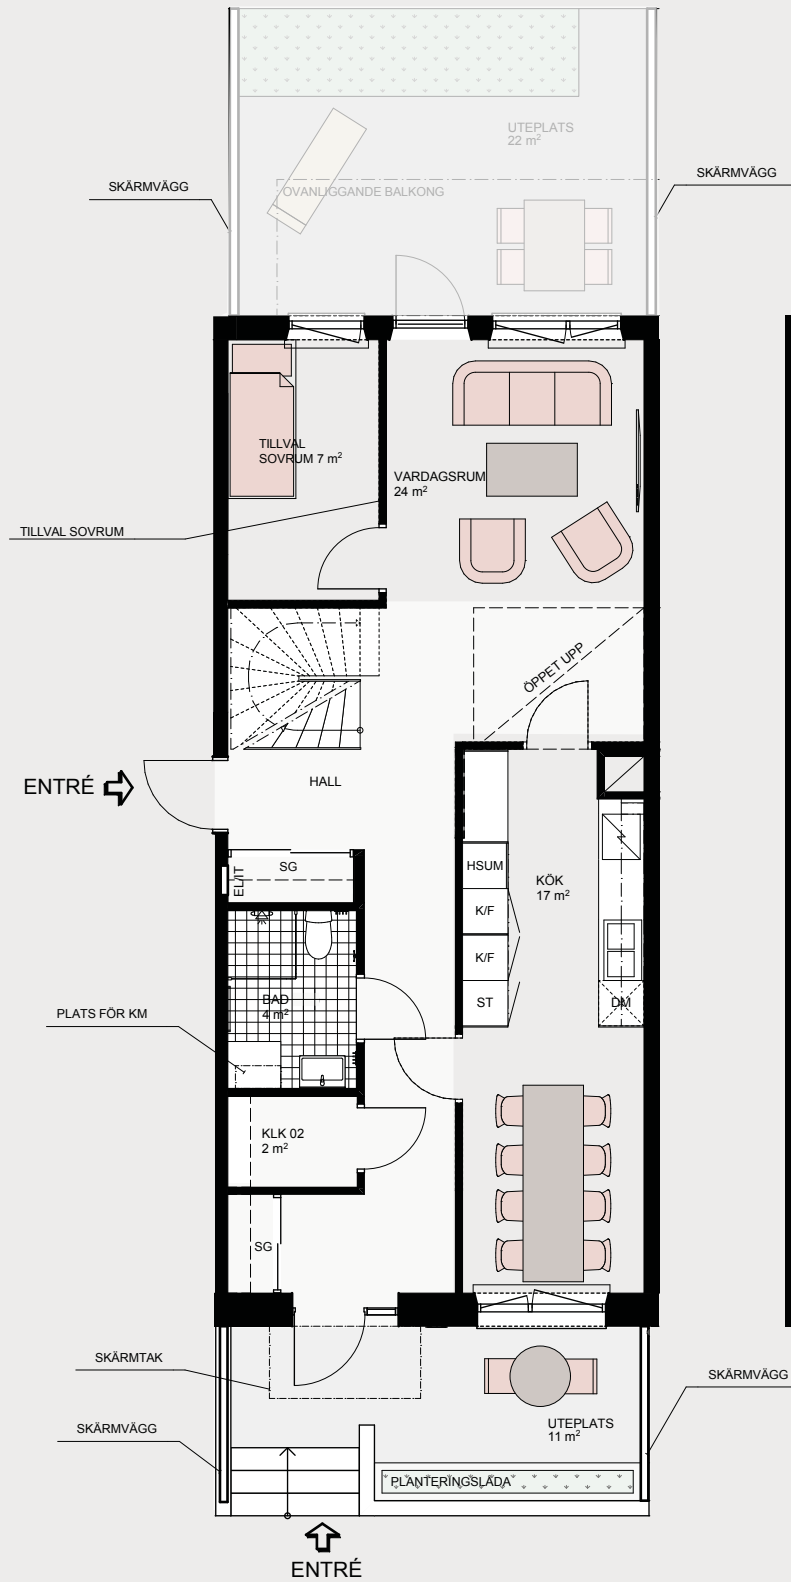 UTEPLATS
22 m²
SKÄRMVÄGG
SKÄRMVÄGG
OVANLIGGANDE BALKONG
TILLVAL
SOVRUM 7 m²
VARDAGSRUM
24 m²
TILLVAL SOVRUM
ÖPPET UPP
HALL
ENTRÉ
SG
EL/IT
HSUM
KÖK
17 m²
K/F
K/F
ST
DM
BAD
4 m²
PLATS FÖR KM
KLK 02
2 m²
SG
SKÄRMTAK
SKÄRMVÄGG
SKÄRMVÄGG
UTEPLATS
11 m²
PLANTERINGSLÅDA
ENTRÉ